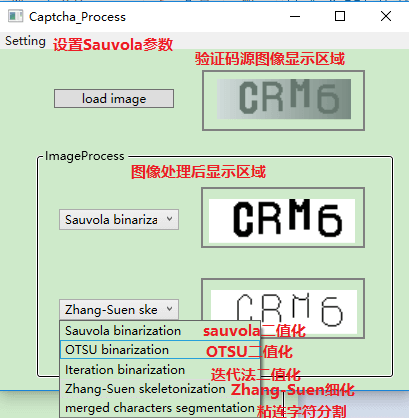 Captcha_Process
Setting 设置Sauvola参数
验证码源图像显示区域
load image
CRM6
ImageProcess
图像处理后显示区域
Sauvola binariza
CRM6
Zhang-Suen ske
CRM6
Sauvola binarization sauvola二值化
OTSU binarization OTSU二值化
Iteration binarization 迭代法二值化
Zhang-Suen skeletonization Zhang-Suen细化
merged characters segmentation 粘连字符分割